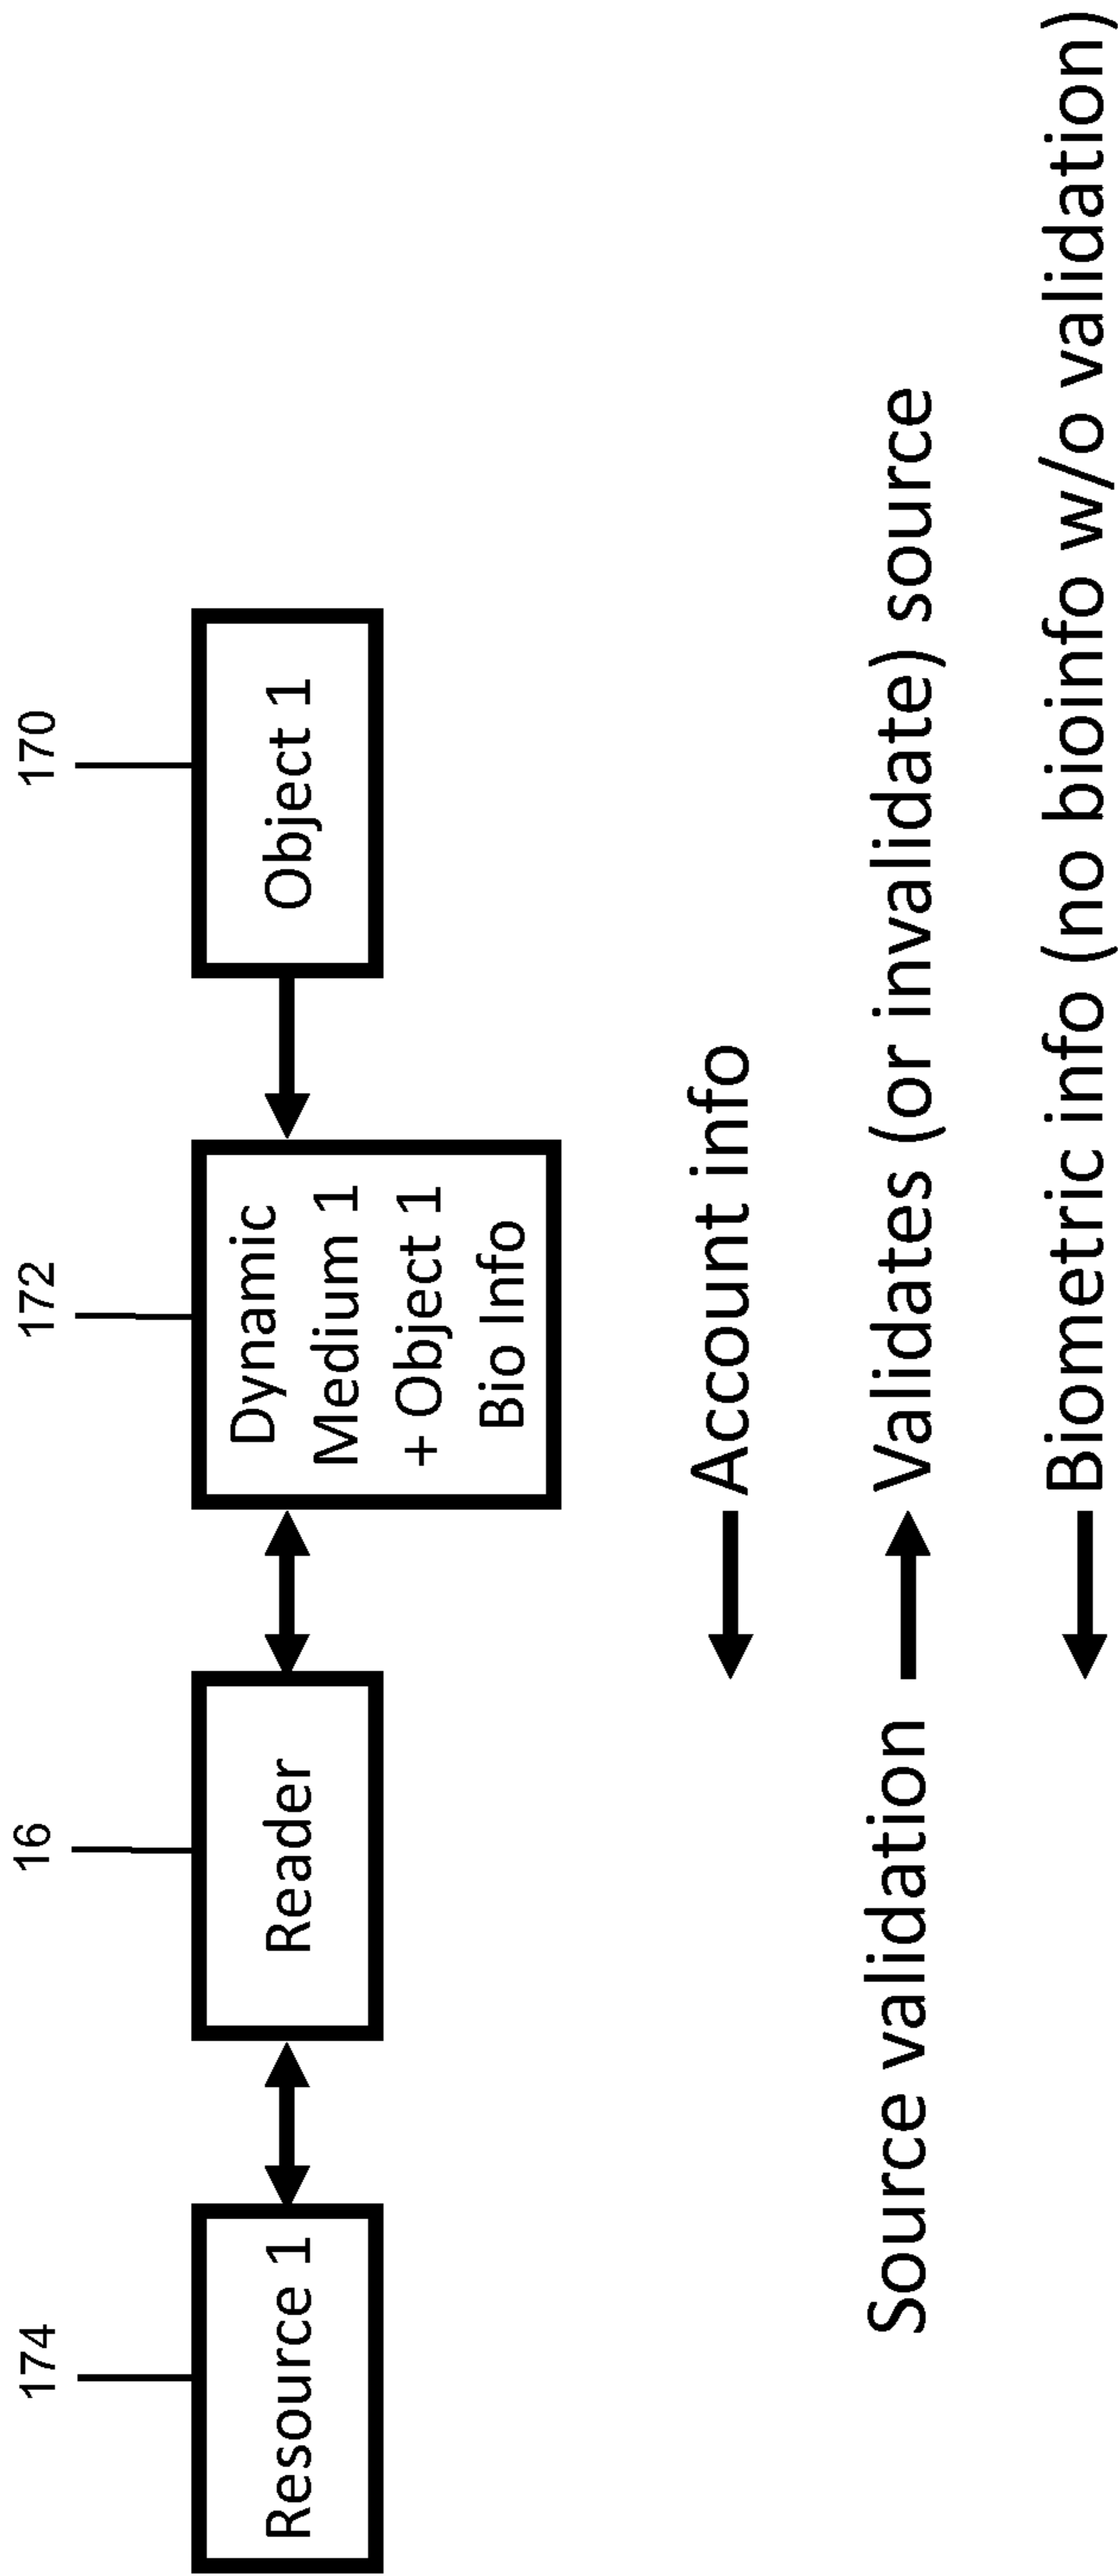 174
16
172
170
Resource 1
Reader
Dynamic
Medium 1
+ Object 1
Bio Info
Object 1
Account info
Source validation
Validates (or invalidate) source
Biometric info (no bioinfo w/o validation)